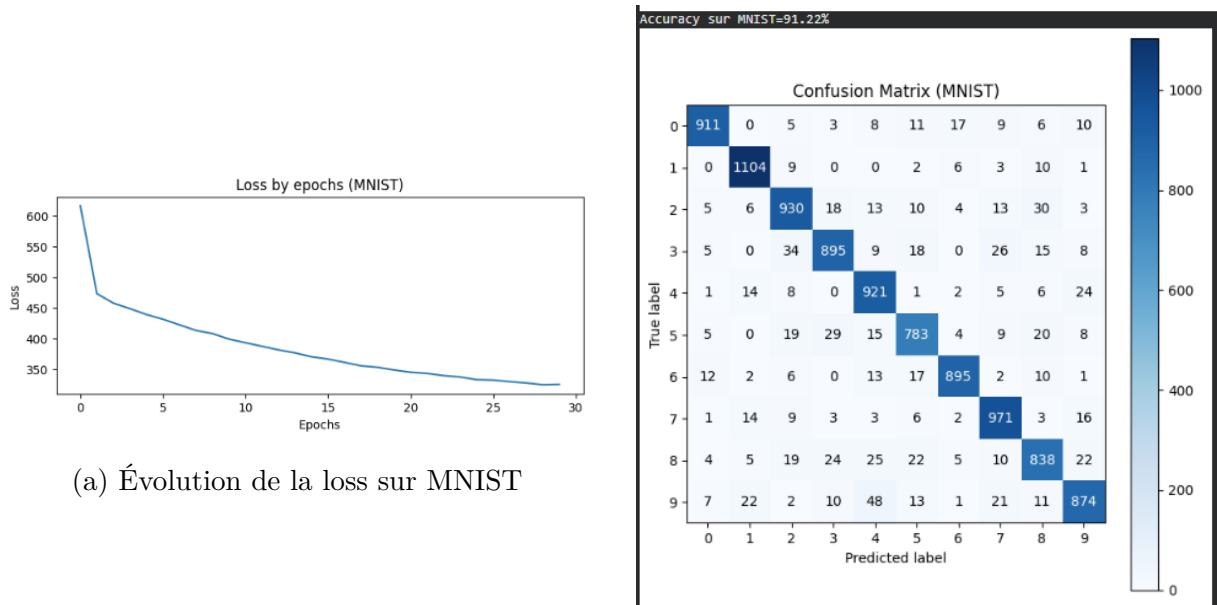 Loss by epochs (MNIST)
600
550
500
450
400
350
Loss
0 5 10 15 20 25 30
Epochs
(a) Évolution de la loss sur MNIST
Accuracy sur MNIST=91.22%
Confusion Matrix (MNIST)
True label
0 911 0 5 3 8 11 17 9 6 10
1 0 1104 9 0 0 2 6 3 10 1
2 5 6 930 18 13 10 4 13 30 3
3 5 0 34 895 9 18 0 26 15 8
4 1 14 8 0 921 1 2 5 6 24
5 5 0 19 29 15 783 4 9 20 8
6 12 2 6 0 13 17 895 2 10 1
7 1 14 9 3 3 6 2 971 3 16
8 4 5 19 24 25 22 5 10 838 22
9 7 22 2 10 48 13 1 21 11 874
0 1 2 3 4 5 6 7 8 9
Predicted label
1000
800
600
400
200
0